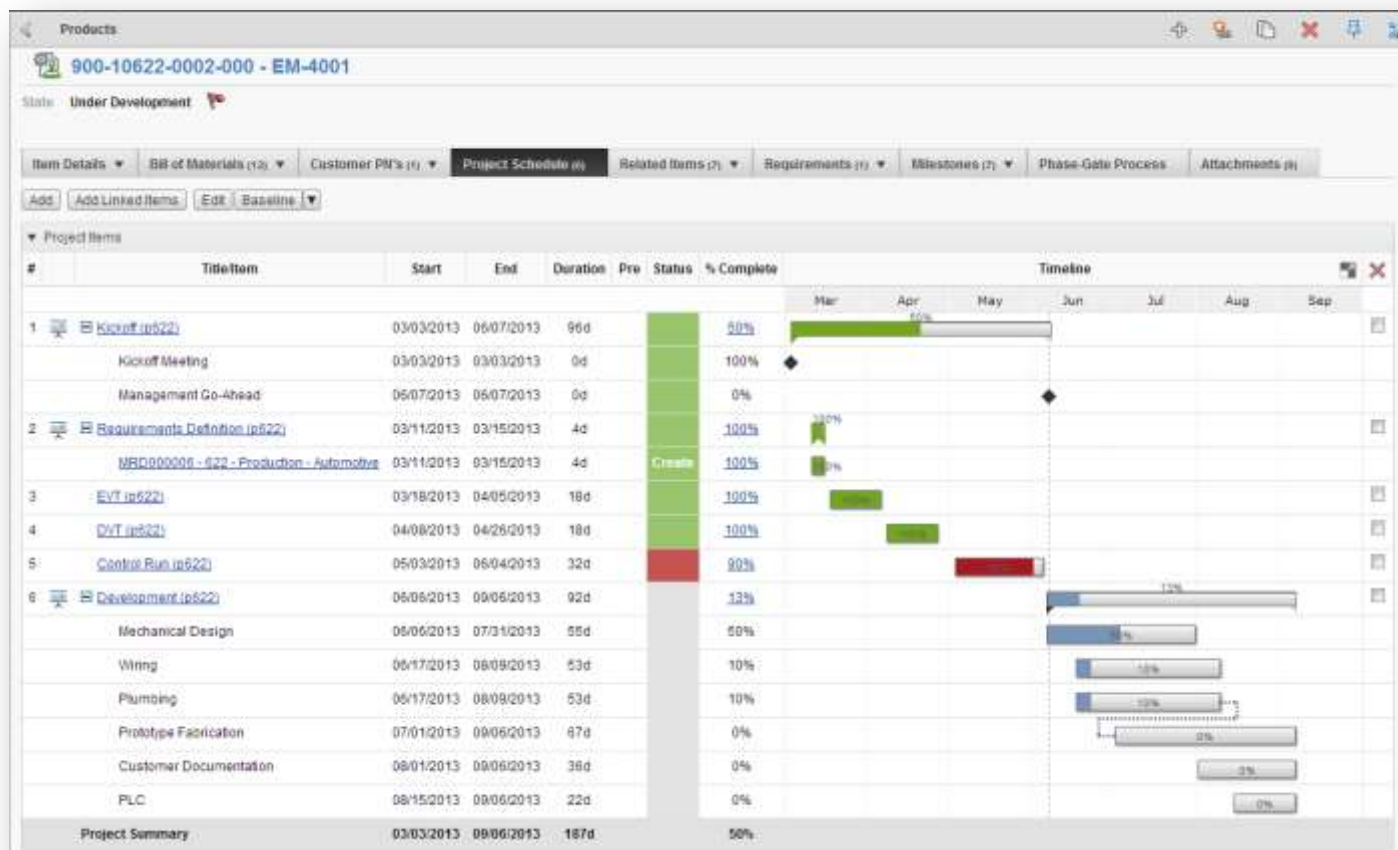 Products
900-10622-0002-000 - EM-4001
State Under Development
Item Details Bill of Materials (13) Customer PN's (1) Project Schedule (6) Related Items (7) Requirements (1) Milestones (7) Phase-Gate Process Attachments (9)
Add Add Linked Items Edit Baseline
Project Items
# Title/Item Start End Duration Pre Status % Complete Timeline
Mar Apr May Jun Jul Aug Sep
1 Kickoff (p622) 03/03/2013 06/07/2013 96d 50% 50%
Kickoff Meeting 03/03/2013 03/03/2013 0d 100%
Management Go-Ahead 06/07/2013 06/07/2013 0d 0%
2 Requirements Definition (p622) 03/11/2013 03/15/2013 4d 100% 100%
MRD000006 - 622 - Production - Automotive 03/11/2013 03/15/2013 4d Create 100%
3 EVT (p622) 03/18/2013 04/05/2013 18d 100%
4 DVT (p622) 04/08/2013 04/26/2013 18d 100%
5 Control Run (p622) 05/03/2013 06/04/2013 32d 90%
6 Development (p622) 06/06/2013 09/06/2013 92d 13% 13%
Mechanical Design 06/06/2013 07/31/2013 55d 50% 50%
Wiring 06/17/2013 08/09/2013 53d 10% 10%
Plumbing 06/17/2013 08/09/2013 53d 10% 10%
Prototype Fabrication 07/01/2013 09/06/2013 67d 0% 0%
Customer Documentation 08/01/2013 09/06/2013 36d 0% 0%
PLC 08/15/2013 09/06/2013 22d 0% 0%
Project Summary 03/03/2013 09/06/2013 187d 50%